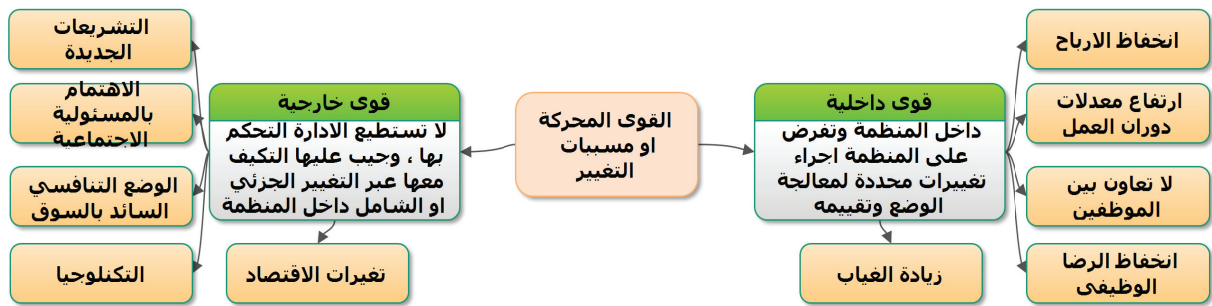 القوى المحركة
او مسببات
التغيير
قوى داخلية
داخل المنظمة وتفرض
على المنظمة اجراء
تغييرات محددة لمعالجة
الوضع وتقييمه
انخفاظ الارباح
ارتفاع معدلات
دوران العمل
لا تعاون بين
الموظفين
انخفاظ الرضا
الوظيفى
زيادة الغياب
قوى خارجية
لا تستطيع الادارة التحكم
بها ، وجيب عليها التكيف
معها عبر التغيير الجزئي
او الشامل داخل المنظمة
التشريعات
الجديدة
الاهتمام
بالمسئولية
الاجتماعية
الوضع التنافسي
السائد بالسوق
التكنلوجيا
تغيرات الاقتصاد